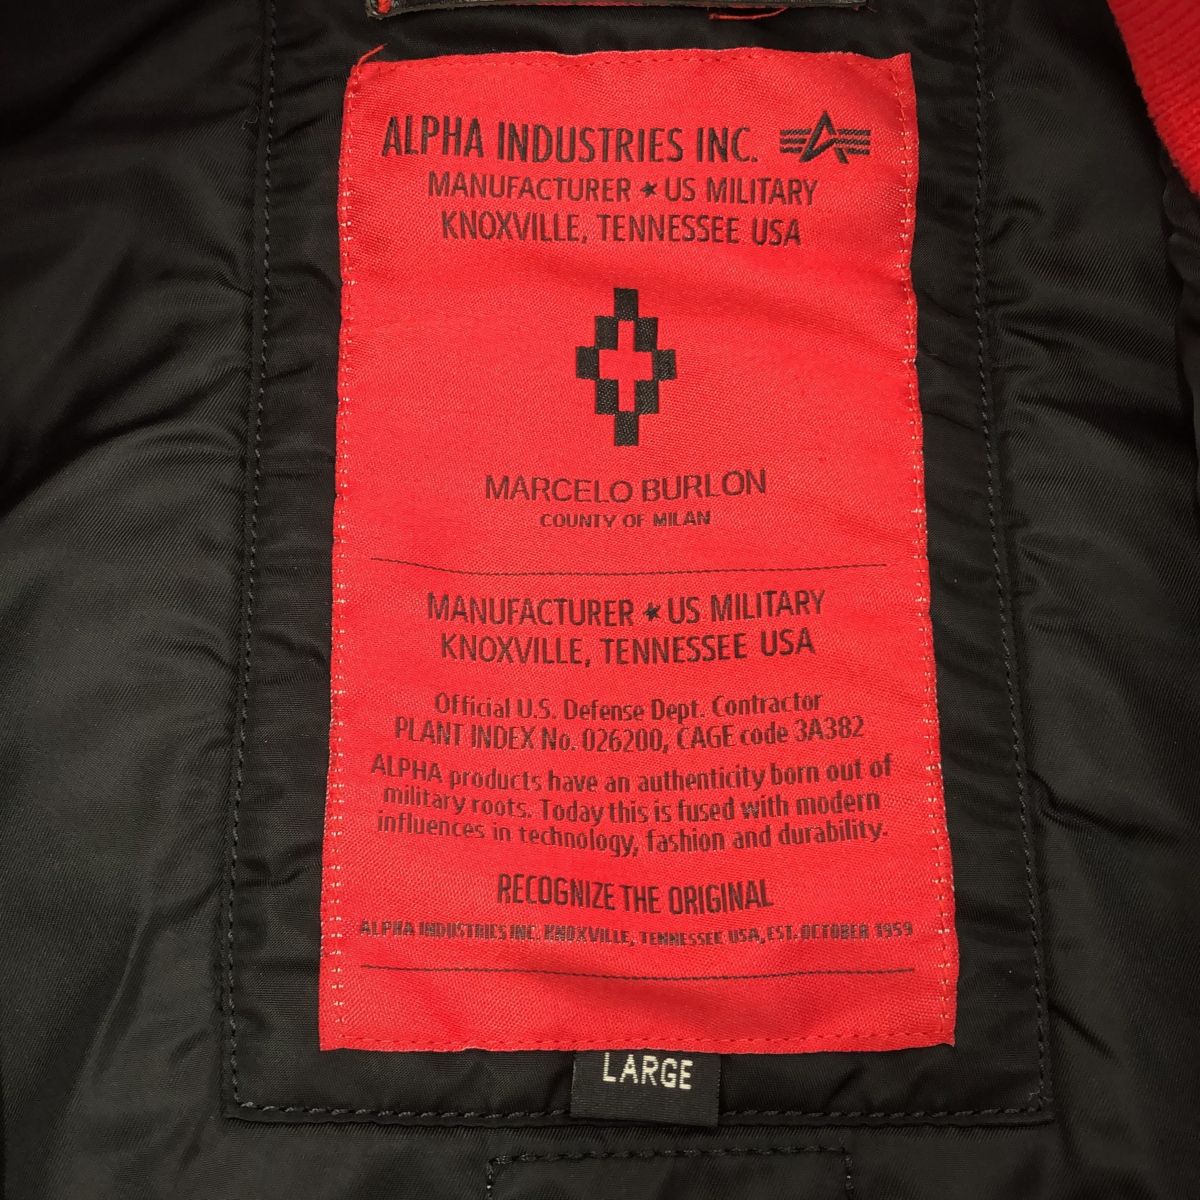 ALPHA INDUSTRIES INC.
MANUFACTURER ★ US MILITARY
KNOXVILLE, TENNESSEE USA
MARCELO BURLON
COUNTY OF MILAN
MANUFACTURER ★ US MILITARY
KNOXVILLE, TENNESSEE USA
Official U.S. Defense Dept. Contractor
PLANT INDEX No. 026200, CAGE code 3A382
ALPHA products have an authenticity born out of
military roots. Today this is fused with modern
influences in technology, fashion and durability.
RECOGNIZE THE ORIGINAL
ALPHA INDUSTRIES INC. KNOXVILLE, TENNESSEE USA, EST. OCTOBER 1959
LARGE